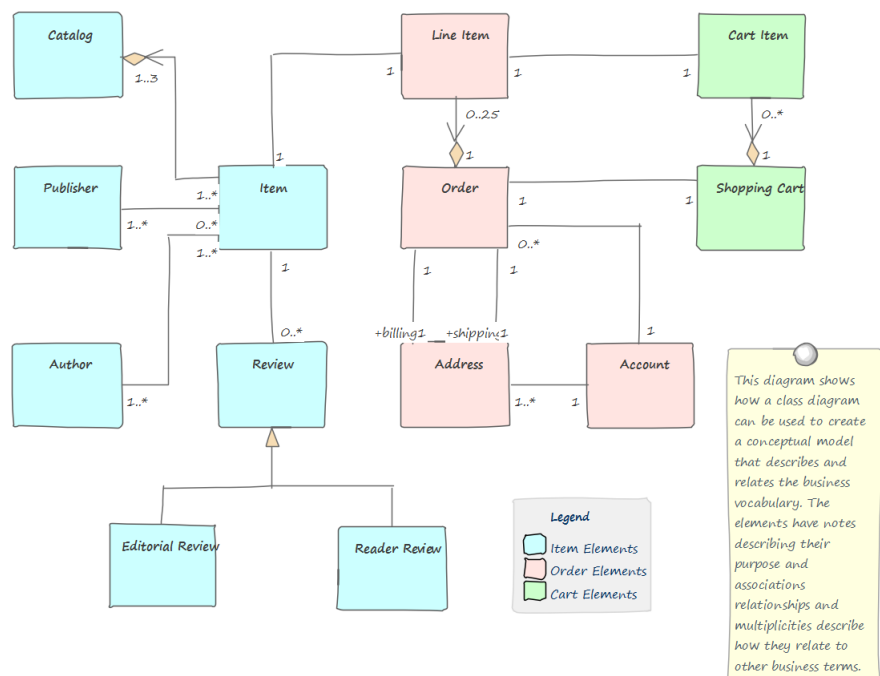 Catalog
Line Item
Cart Item
1..3
1
1
1
0..25
0..*
1
1
1
Publisher
Item
Order
Shopping Cart
1..*
1..*
0..*
1..*
1
1
0..*
1
1
1
0..*
+billing
1
+shipping
1
1
Author
Review
Address
Account
1..*
1..*
1
Editorial Review
Reader Review
Legend
Item Elements
Order Elements
Cart Elements
This diagram shows
how a class diagram
can be used to create
a conceptual model
that describes and
relates the business
vocabulary. The
elements have notes
describing their
purpose and
associations
relationships and
multiplicities describe
how they relate to
other business terms.